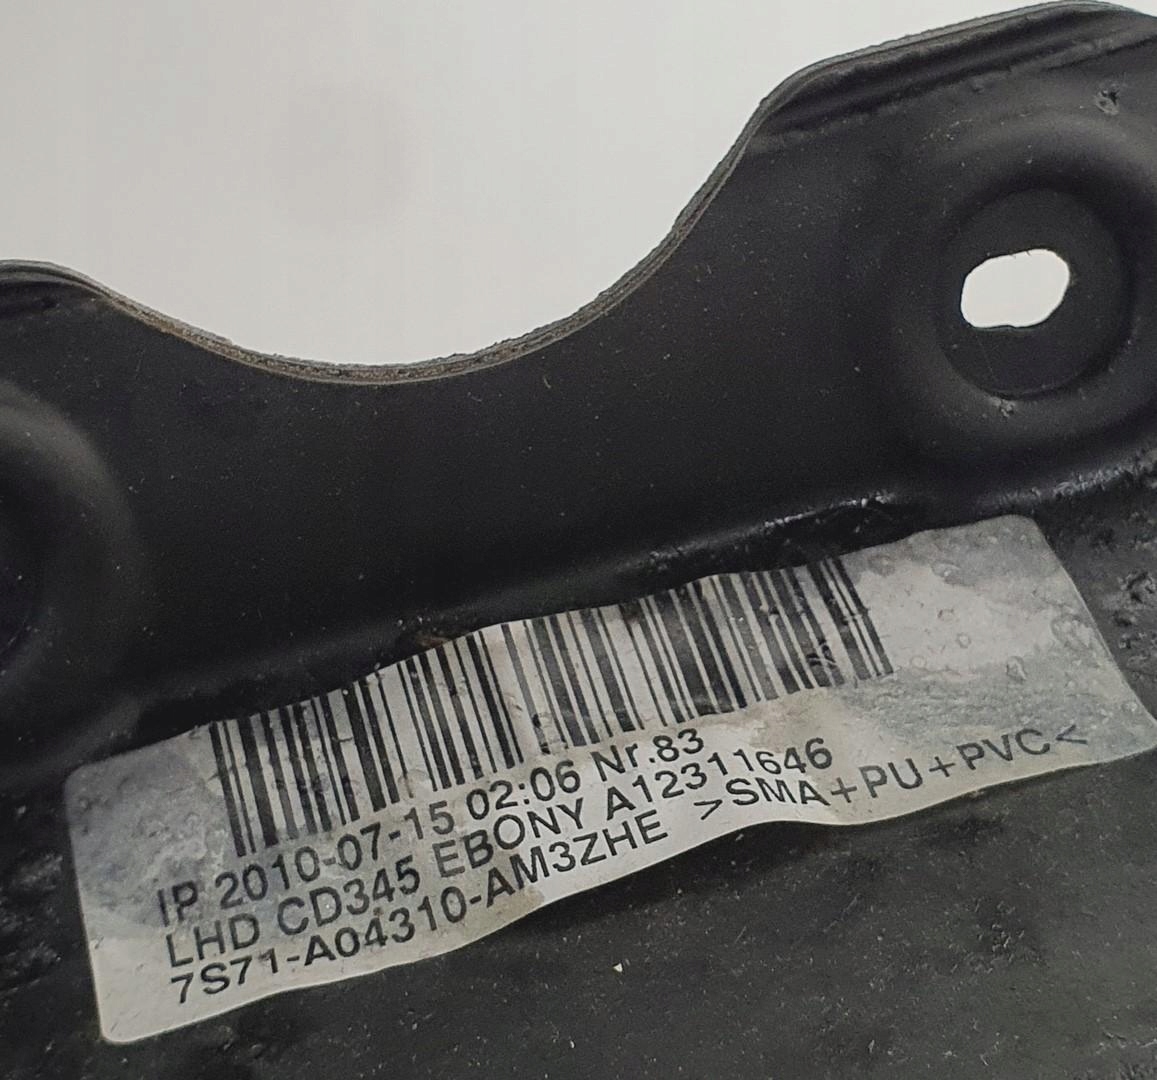 IP 2010-07-15 02:06 Nr.83
LHD CD345 EBONY A12311646
7S71-A04310-AM3ZHE >SMA+PU+PVC<